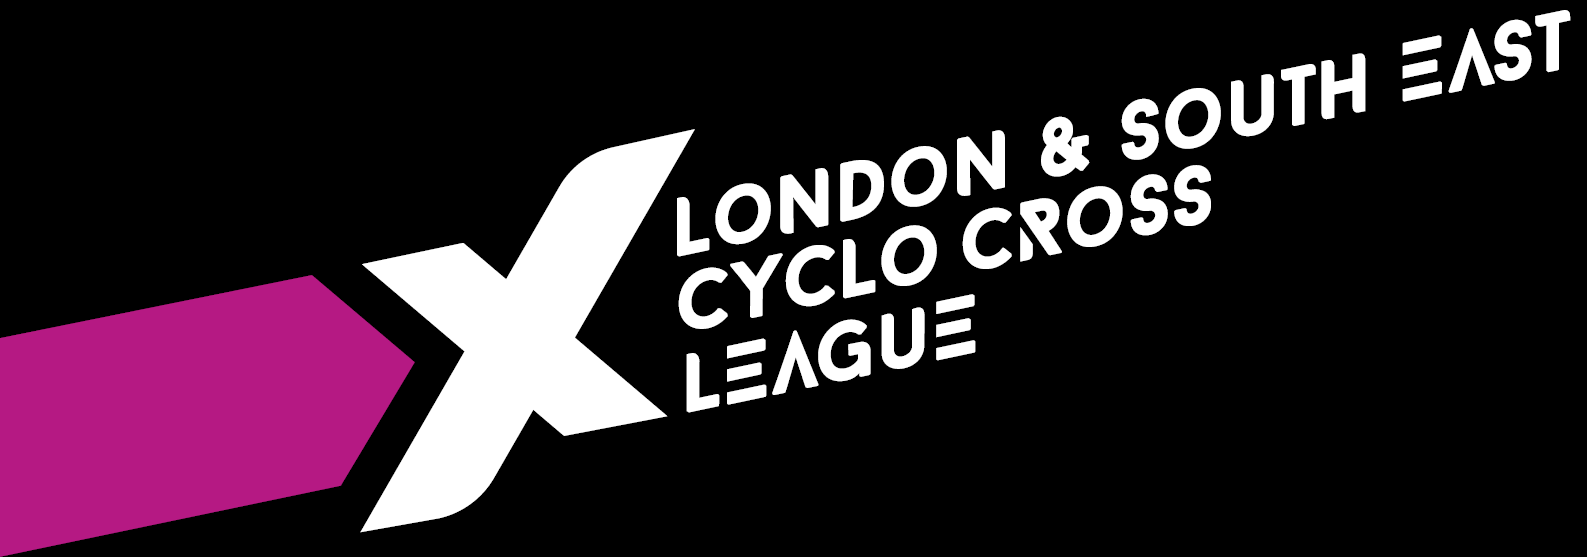 X
LONDON & SOUTH EAST
CYCLO CROSS
LEAGUE